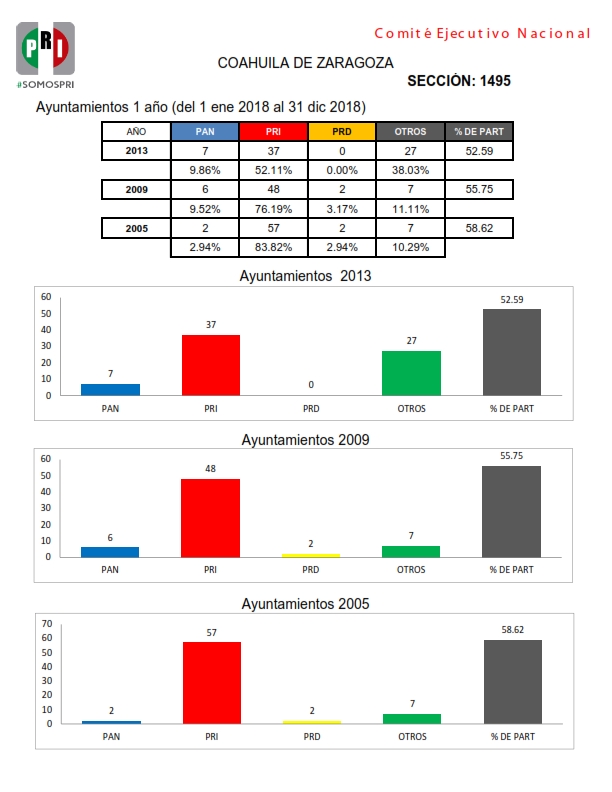 Comité Ejecutivo Nacional
PRI
#SOMOSPRI
COAHUILA DE ZARAGOZA
SECCIÓN: 1495
Ayuntamientos 1 año (del 1 ene 2018 al 31 dic 2018)
AÑO PAN PRI PRD OTROS % DE PART
2013 7 37 0 27 52.59
9.86% 52.11% 0.00% 38.03%
2009 6 48 2 7 55.75
9.52% 76.19% 3.17% 11.11%
2005 2 57 2 7 58.62
2.94% 83.82% 2.94% 10.29%
Ayuntamientos 2013
60
50
40
30
20
10
0
7 37 0 27 52.59
PAN PRI PRD OTROS % DE PART
Ayuntamientos 2009
60
50
40
30
20
10
0
6 48 2 7 55.75
PAN PRI PRD OTROS % DE PART
Ayuntamientos 2005
70
60
50
40
30
20
10
0
2 57 2 7 58.62
PAN PRI PRD OTROS % DE PART